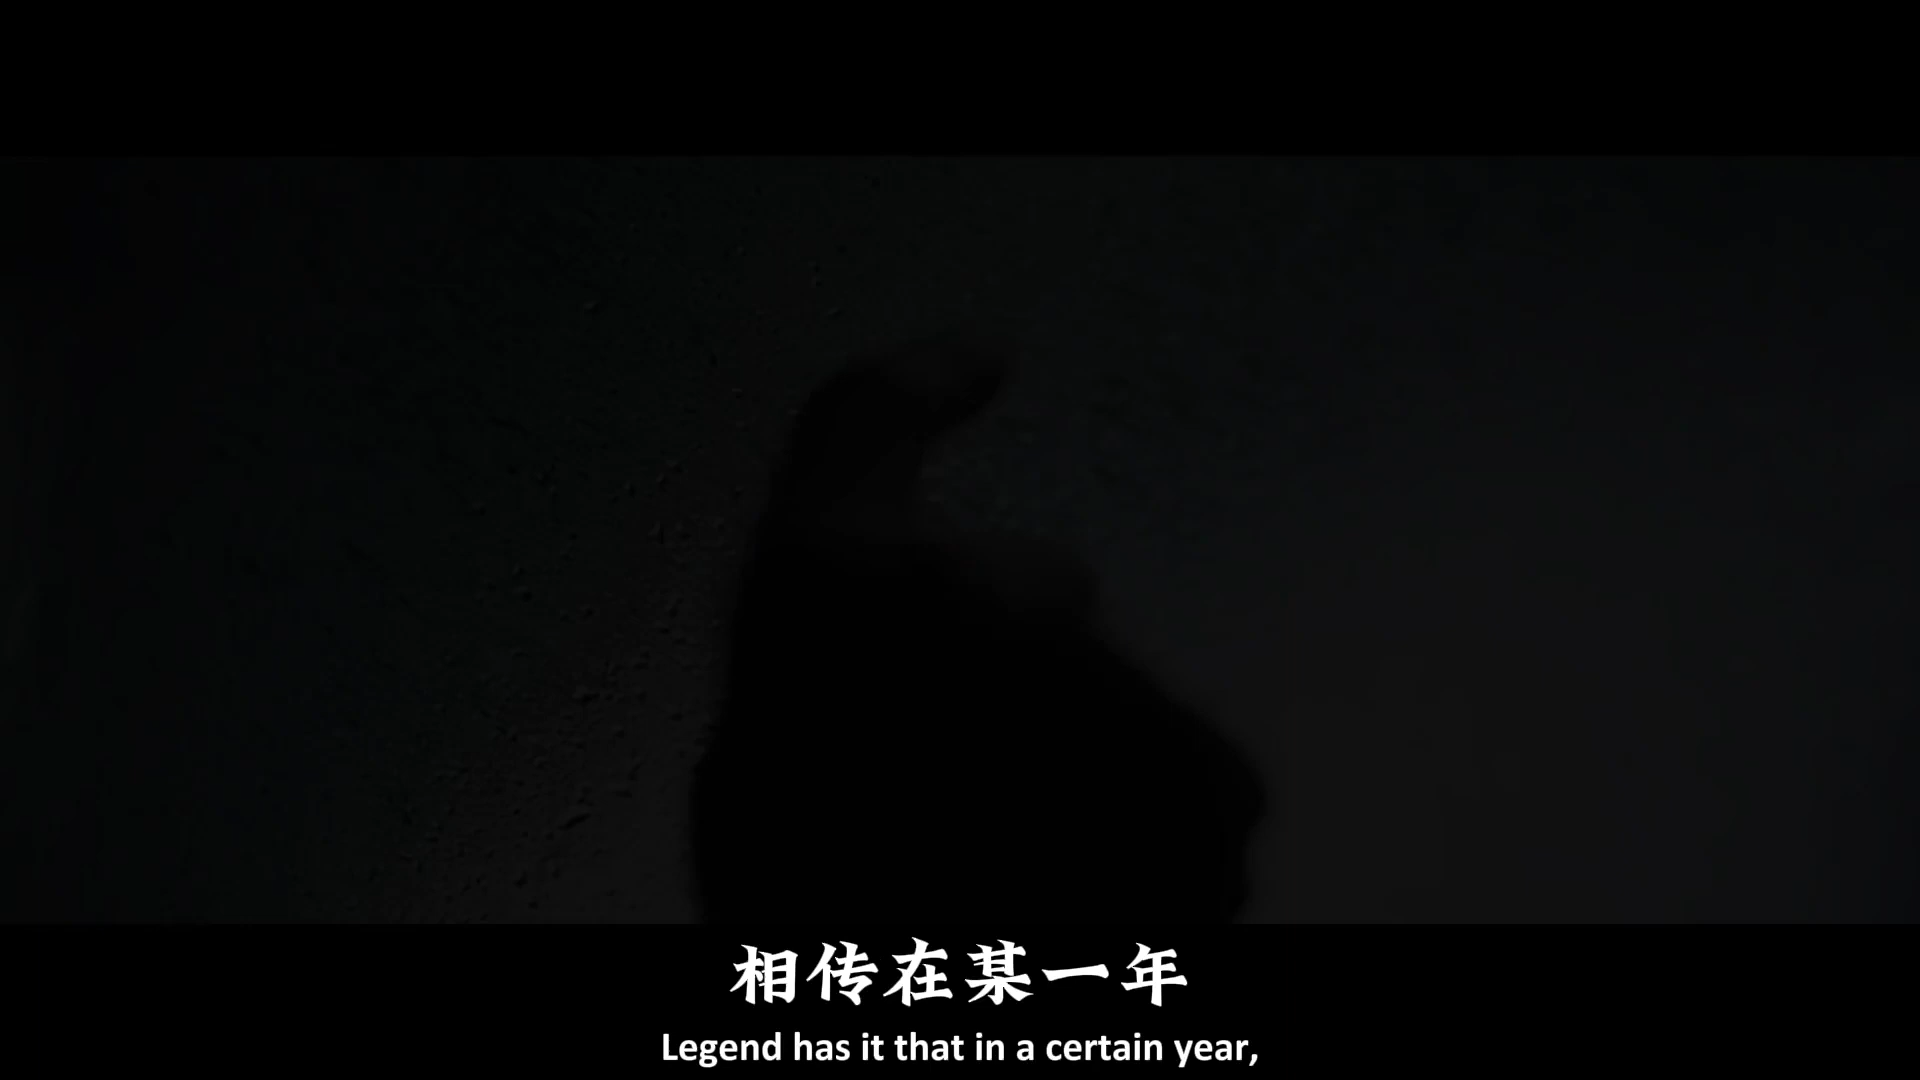 相传在某一年
Legend has it that in a certain year,